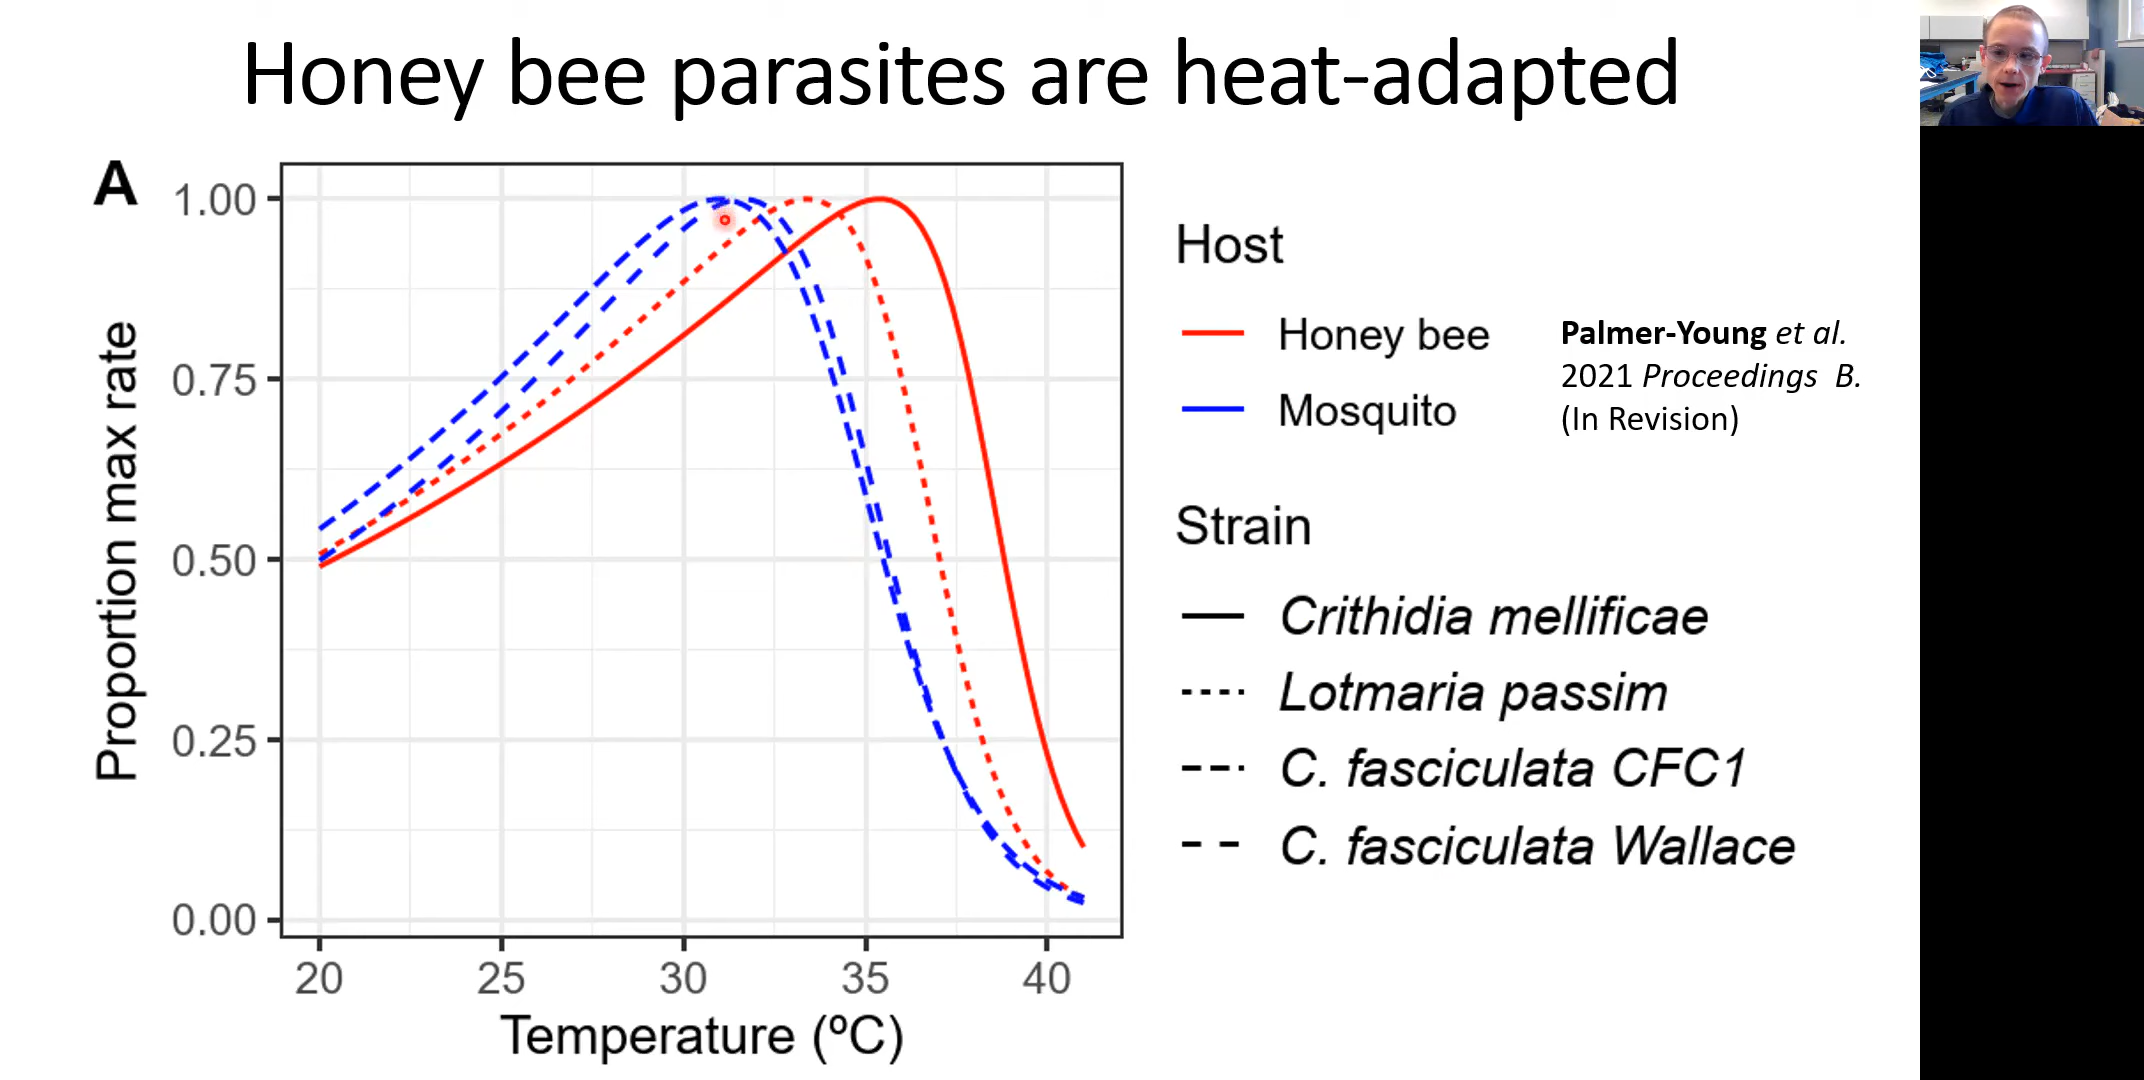 Honey bee parasites are heat-adapted
A
Proportion max rate
1.00
0.75
0.50
0.25
0.00
20 25 30 35 40
Temperature (ºC)
Host
Honey bee
Mosquito
Palmer-Young et al.
2021 Proceedings B.
(In Revision)
Strain
Crithidia mellificae
Lotmaria passim
C. fasciculata CFC1
C. fasciculata Wallace